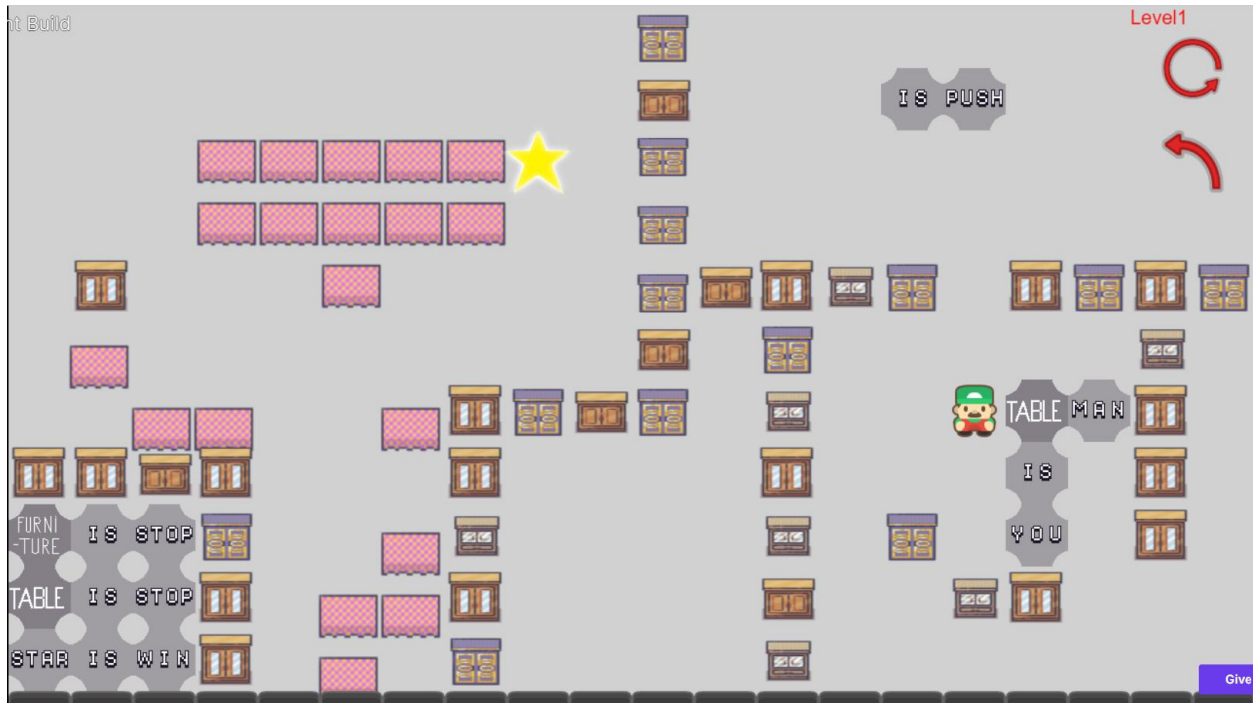 Level1
nt Build
IS PUSH
TABLE MAN
IS
YOU
FURNI
-TURE IS STOP
TABLE IS STOP
STAR IS WIN
Give